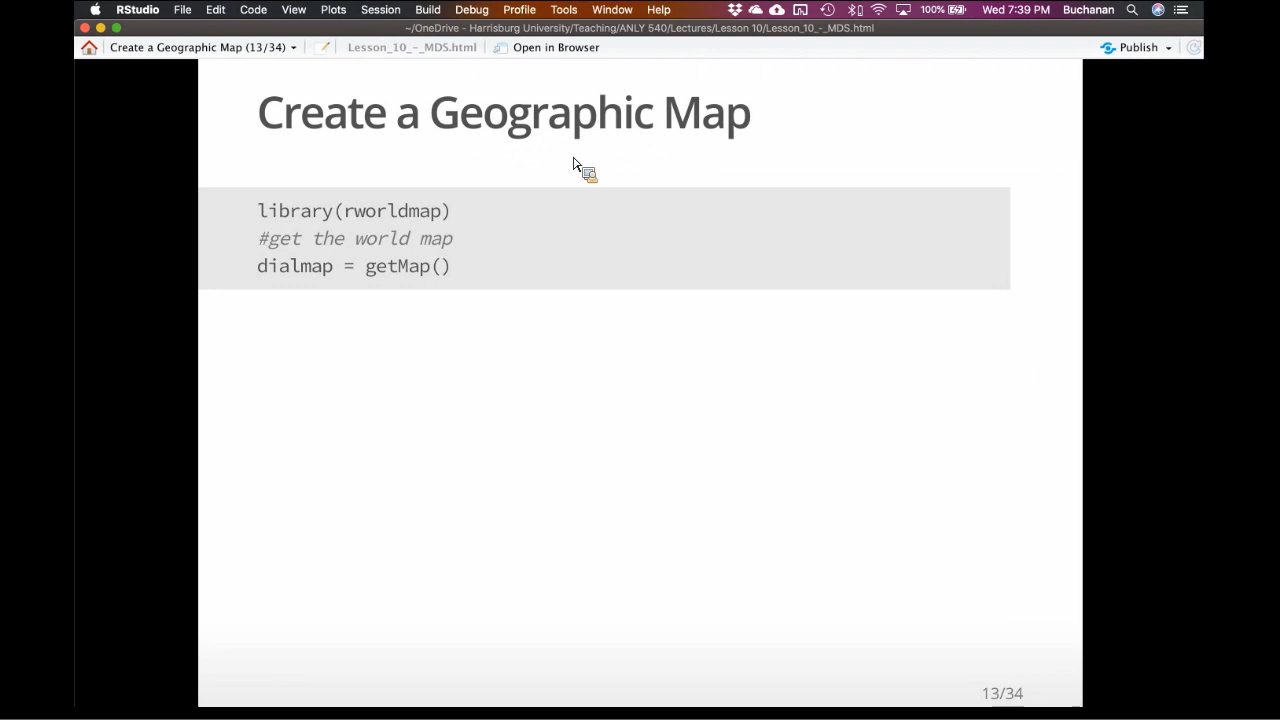 RStudio File Edit Code View Plots Session Build Debug Profile Tools Window Help 100% Wed 7:39 PM Buchanan
~/OneDrive - Harrisburg University/Teaching/ANLY 540/Lectures/Lesson 10/Lesson_10_-_MDS.html
Create a Geographic Map (13/34) Lesson_10_-_MDS.html Open in Browser Publish
Create a Geographic Map
library(rworldmap)
#get the world map
dialmap = getMap()
13/34